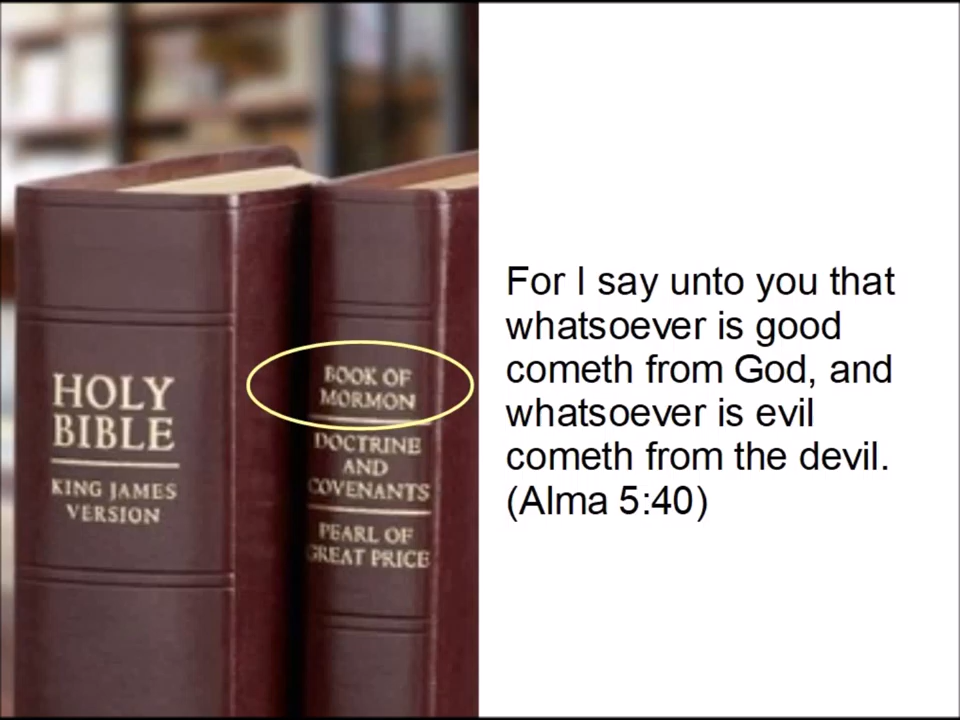 HOLY
BIBLE
KING JAMES
VERSION
BOOK OF
MORMON
DOCTRINE
AND
COVENANTS
PEARL OF
GREAT PRICE
For I say unto you that
whatsoever is good
cometh from God, and
whatsoever is evil
cometh from the devil.
(Alma 5:40)